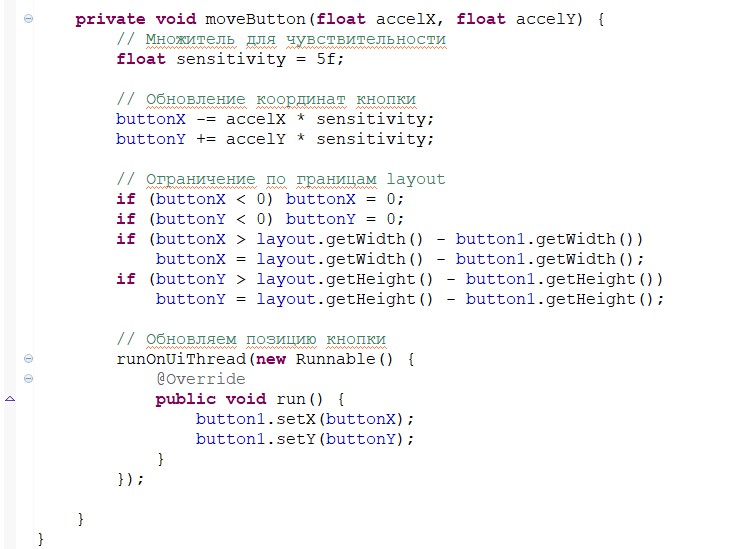 private void moveButton(float accelX, float accelY) {
// Множитель для чувствительности
float sensitivity = 5f;
// Обновление координат кнопки
buttonX -= accelX * sensitivity;
buttonY += accelY * sensitivity;
// Ограничение по границам layout
if (buttonX < 0) buttonX = 0;
if (buttonY < 0) buttonY = 0;
if (buttonX > layout.getWidth() - button1.getWidth())
buttonX = layout.getWidth() - button1.getWidth();
if (buttonY > layout.getHeight() - button1.getHeight())
buttonY = layout.getHeight() - button1.getHeight();
// Обновляем позицию кнопки
runOnUiThread(new Runnable() {
@Override
public void run() {
button1.setX(buttonX);
button1.setY(buttonY);
}
});
}
}